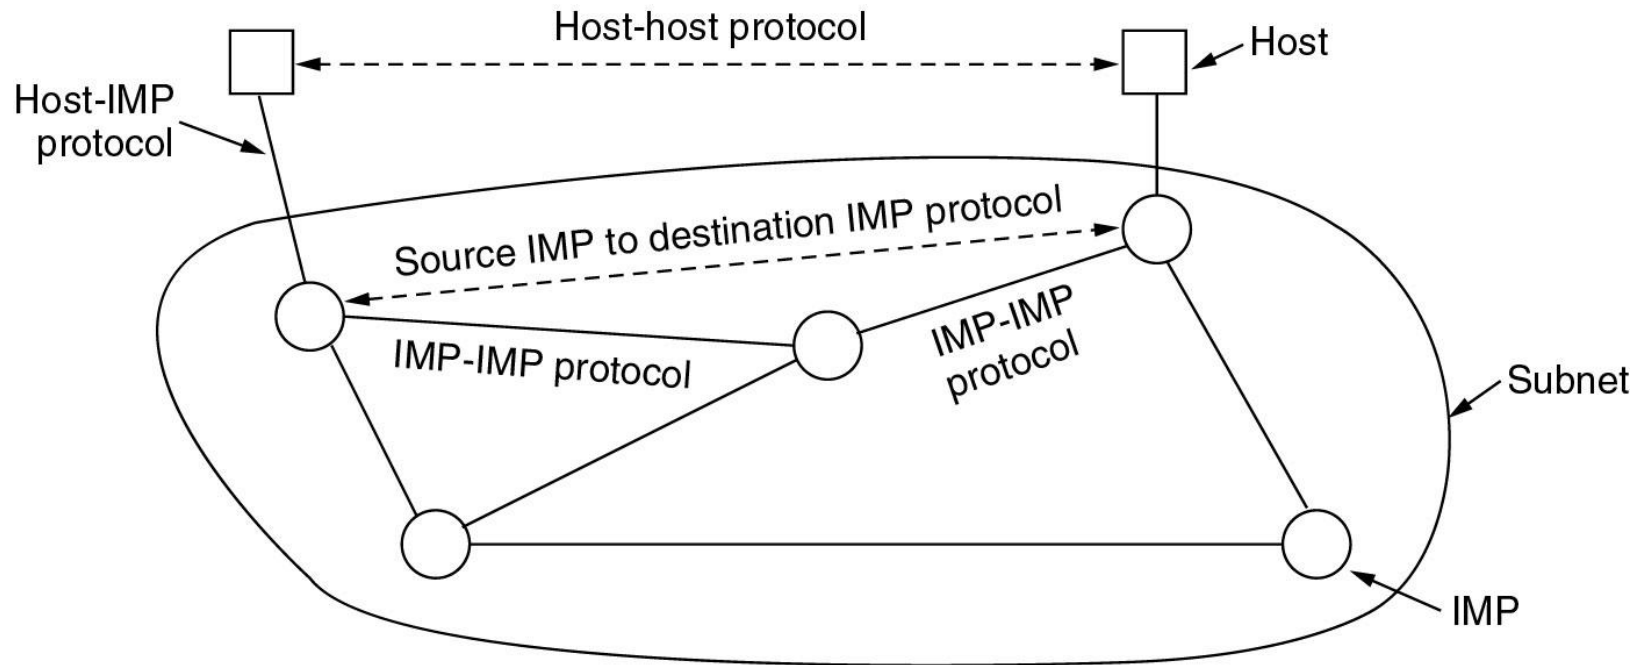 Host-host protocol
Host
Host-IMP
protocol
Source IMP to destination IMP protocol
IMP-IMP protocol
IMP-IMP
protocol
Subnet
IMP